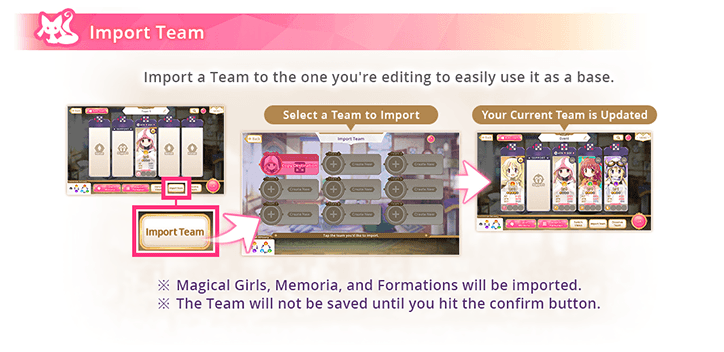 Import Team
Import a Team to the one you're editing to easily use it as a base.
Select a Team to Import
Your Current Team is Updated
Import Team
Import Team
Tap the team you'd like to import.
※ Magical Girls, Memoria, and Formations will be imported.
※ The Team will not be saved until you hit the confirm button.